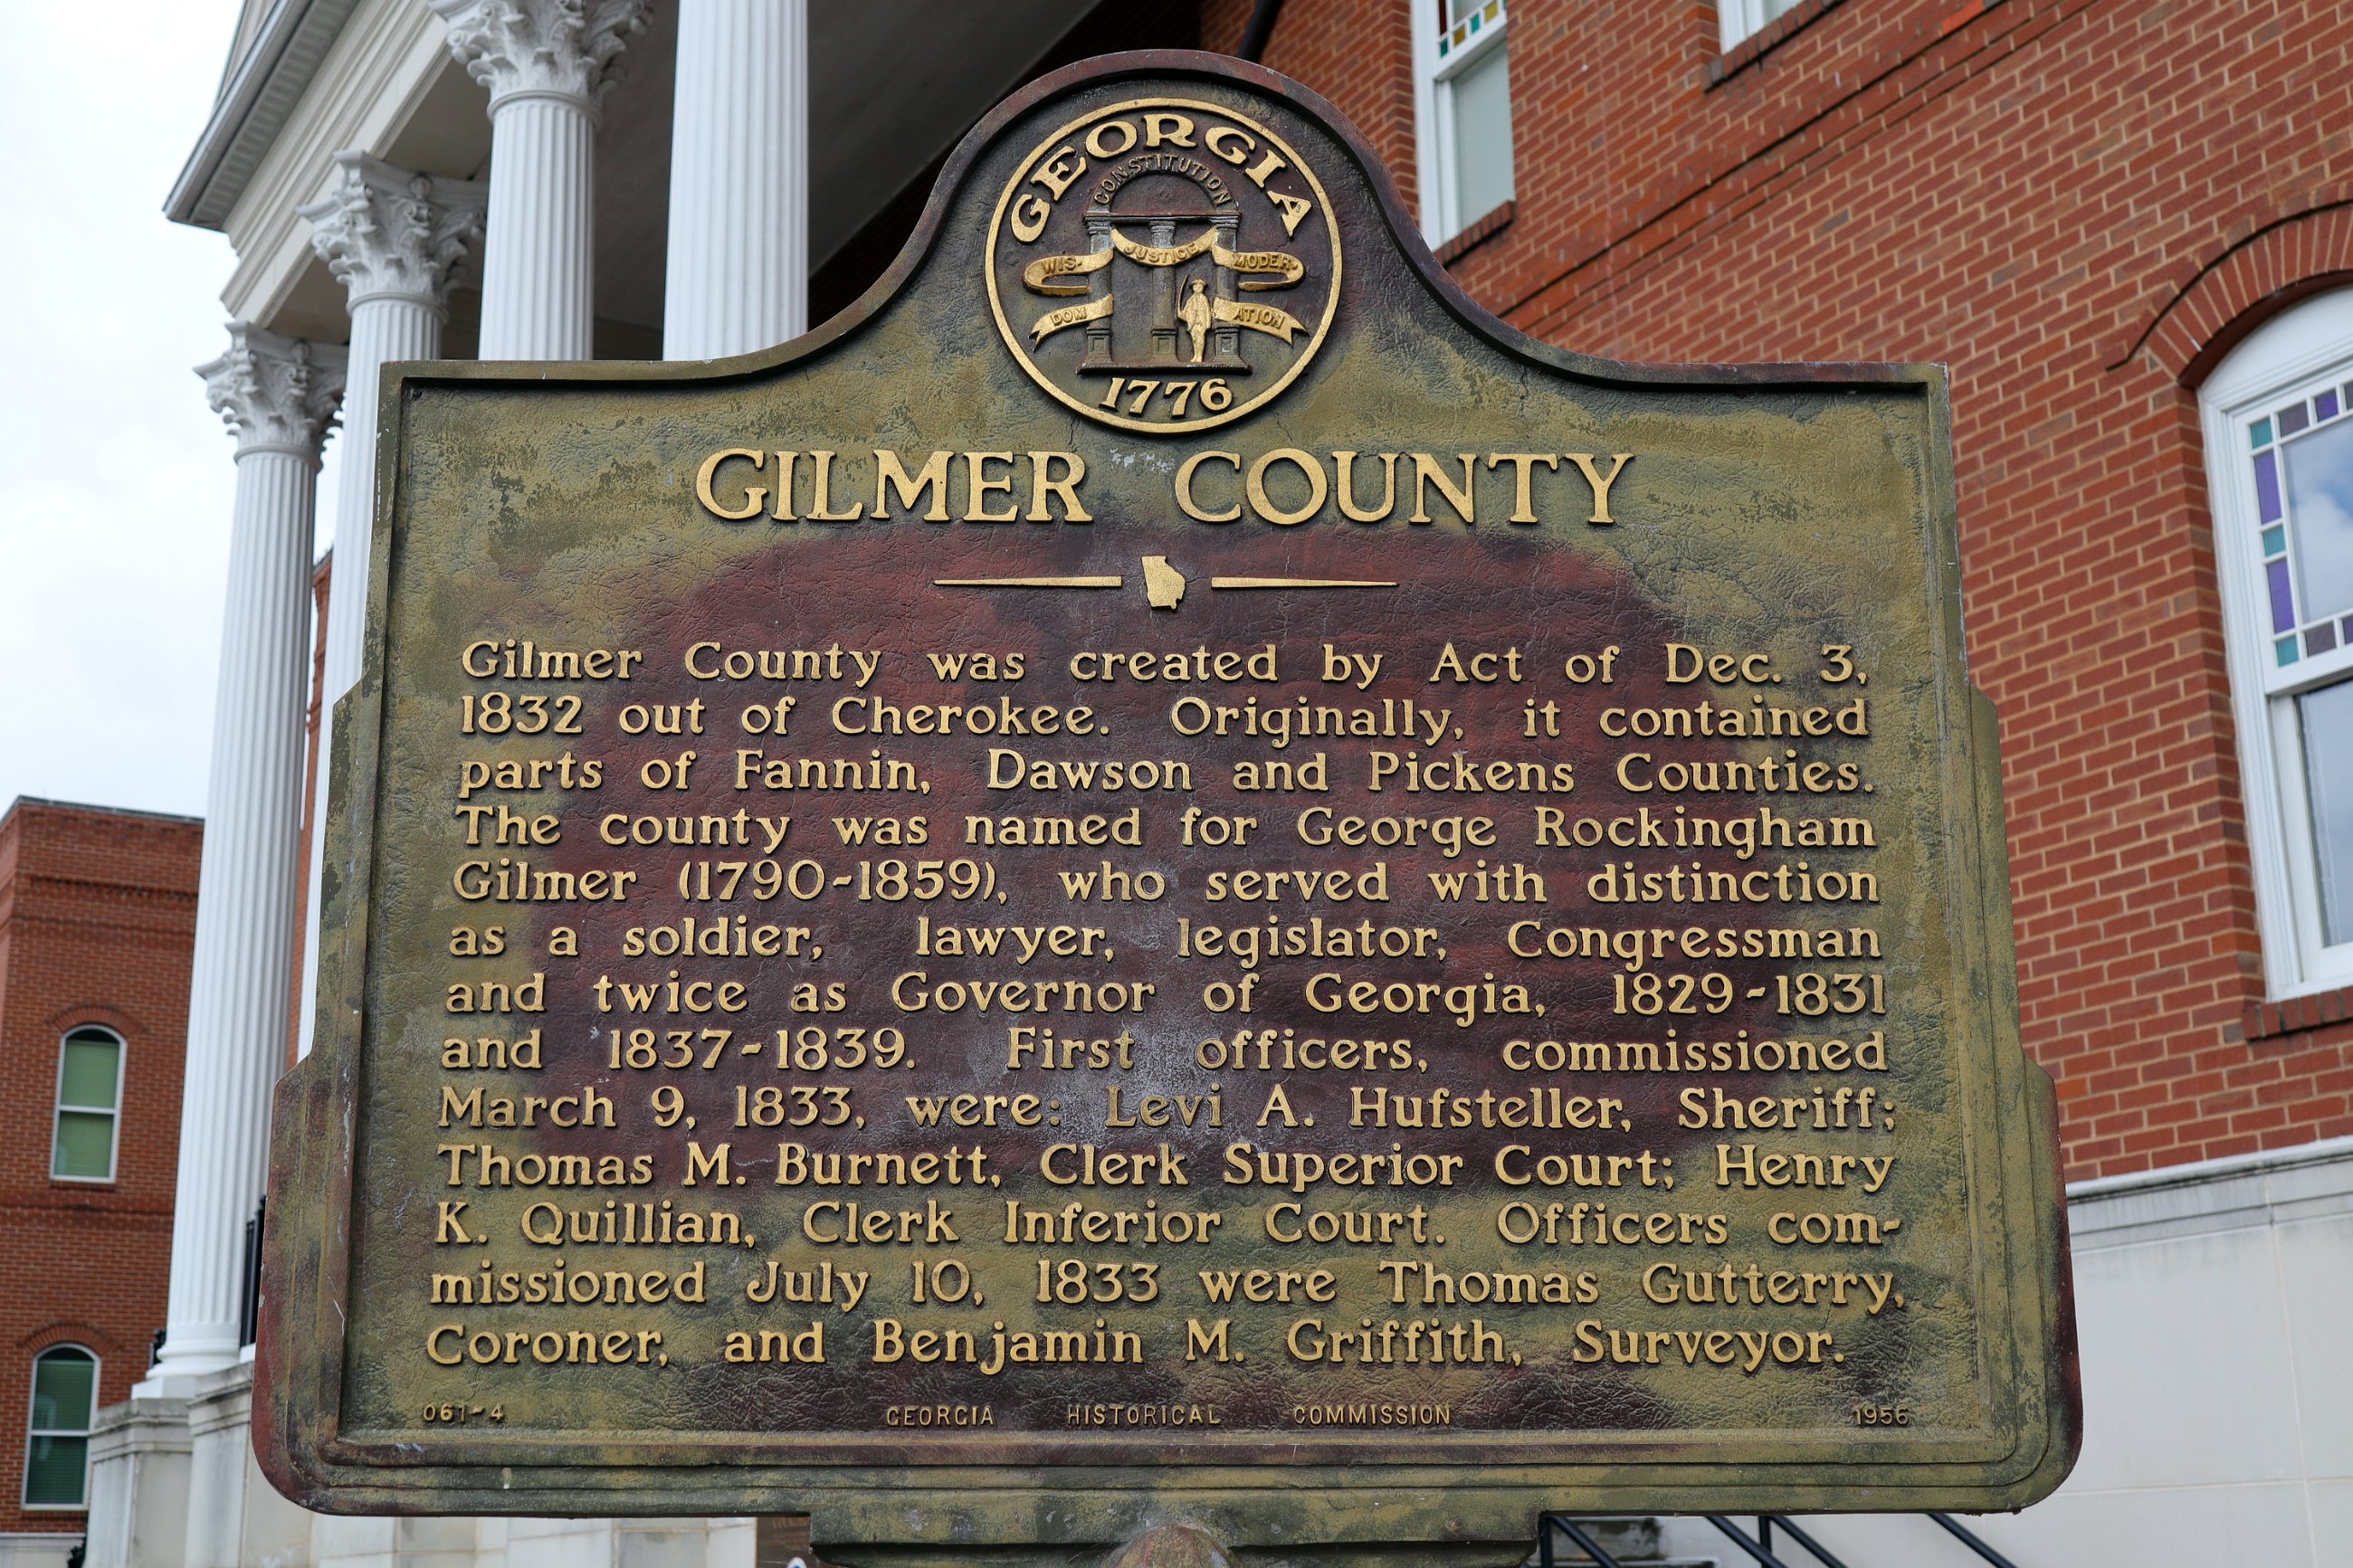 GEORGIA
CONSTITUTION
WIS- JUSTICE MODER-
DOM ATION
1776
GILMER COUNTY
Gilmer County was created by Act of Dec. 3,
1832 out of Cherokee. Originally, it contained
parts of Fannin, Dawson and Pickens Counties.
The county was named for George Rockingham
Gilmer (1790-1859), who served with distinction
as a soldier, lawyer, legislator, Congressman
and twice as Governor of Georgia, 1829-1831
and 1837-1839. First officers, commissioned
March 9, 1833, were: Levi A. Hufsteller, Sheriff;
Thomas M. Burnett, Clerk Superior Court; Henry
K. Quillian, Clerk Inferior Court. Officers com-
missioned July 10, 1833 were Thomas Gutterry,
Coroner, and Benjamin M. Griffith, Surveyor.
061-4 GEORGIA HISTORICAL COMMISSION 1956